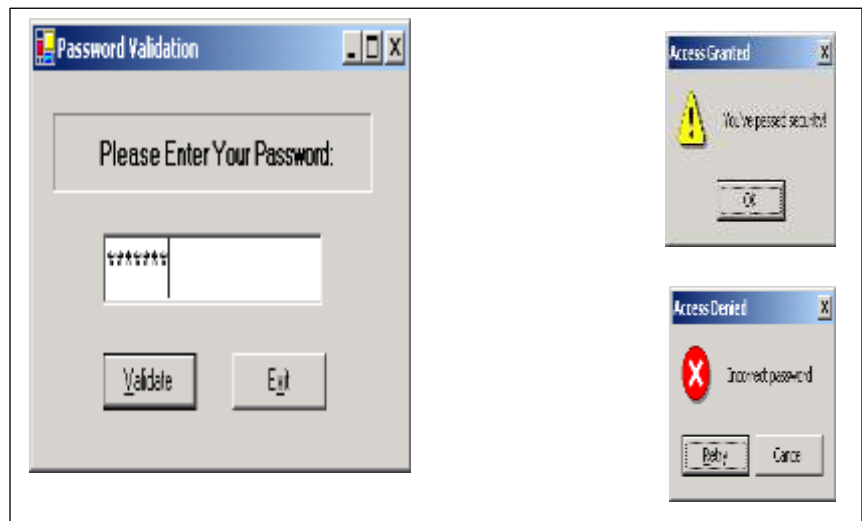 Password Validation
Please Enter Your Password:
*******
Validate Exit
Access Granted X
You've passed security!
OK
Access Denied X
Incorrect password
Retry Cancel